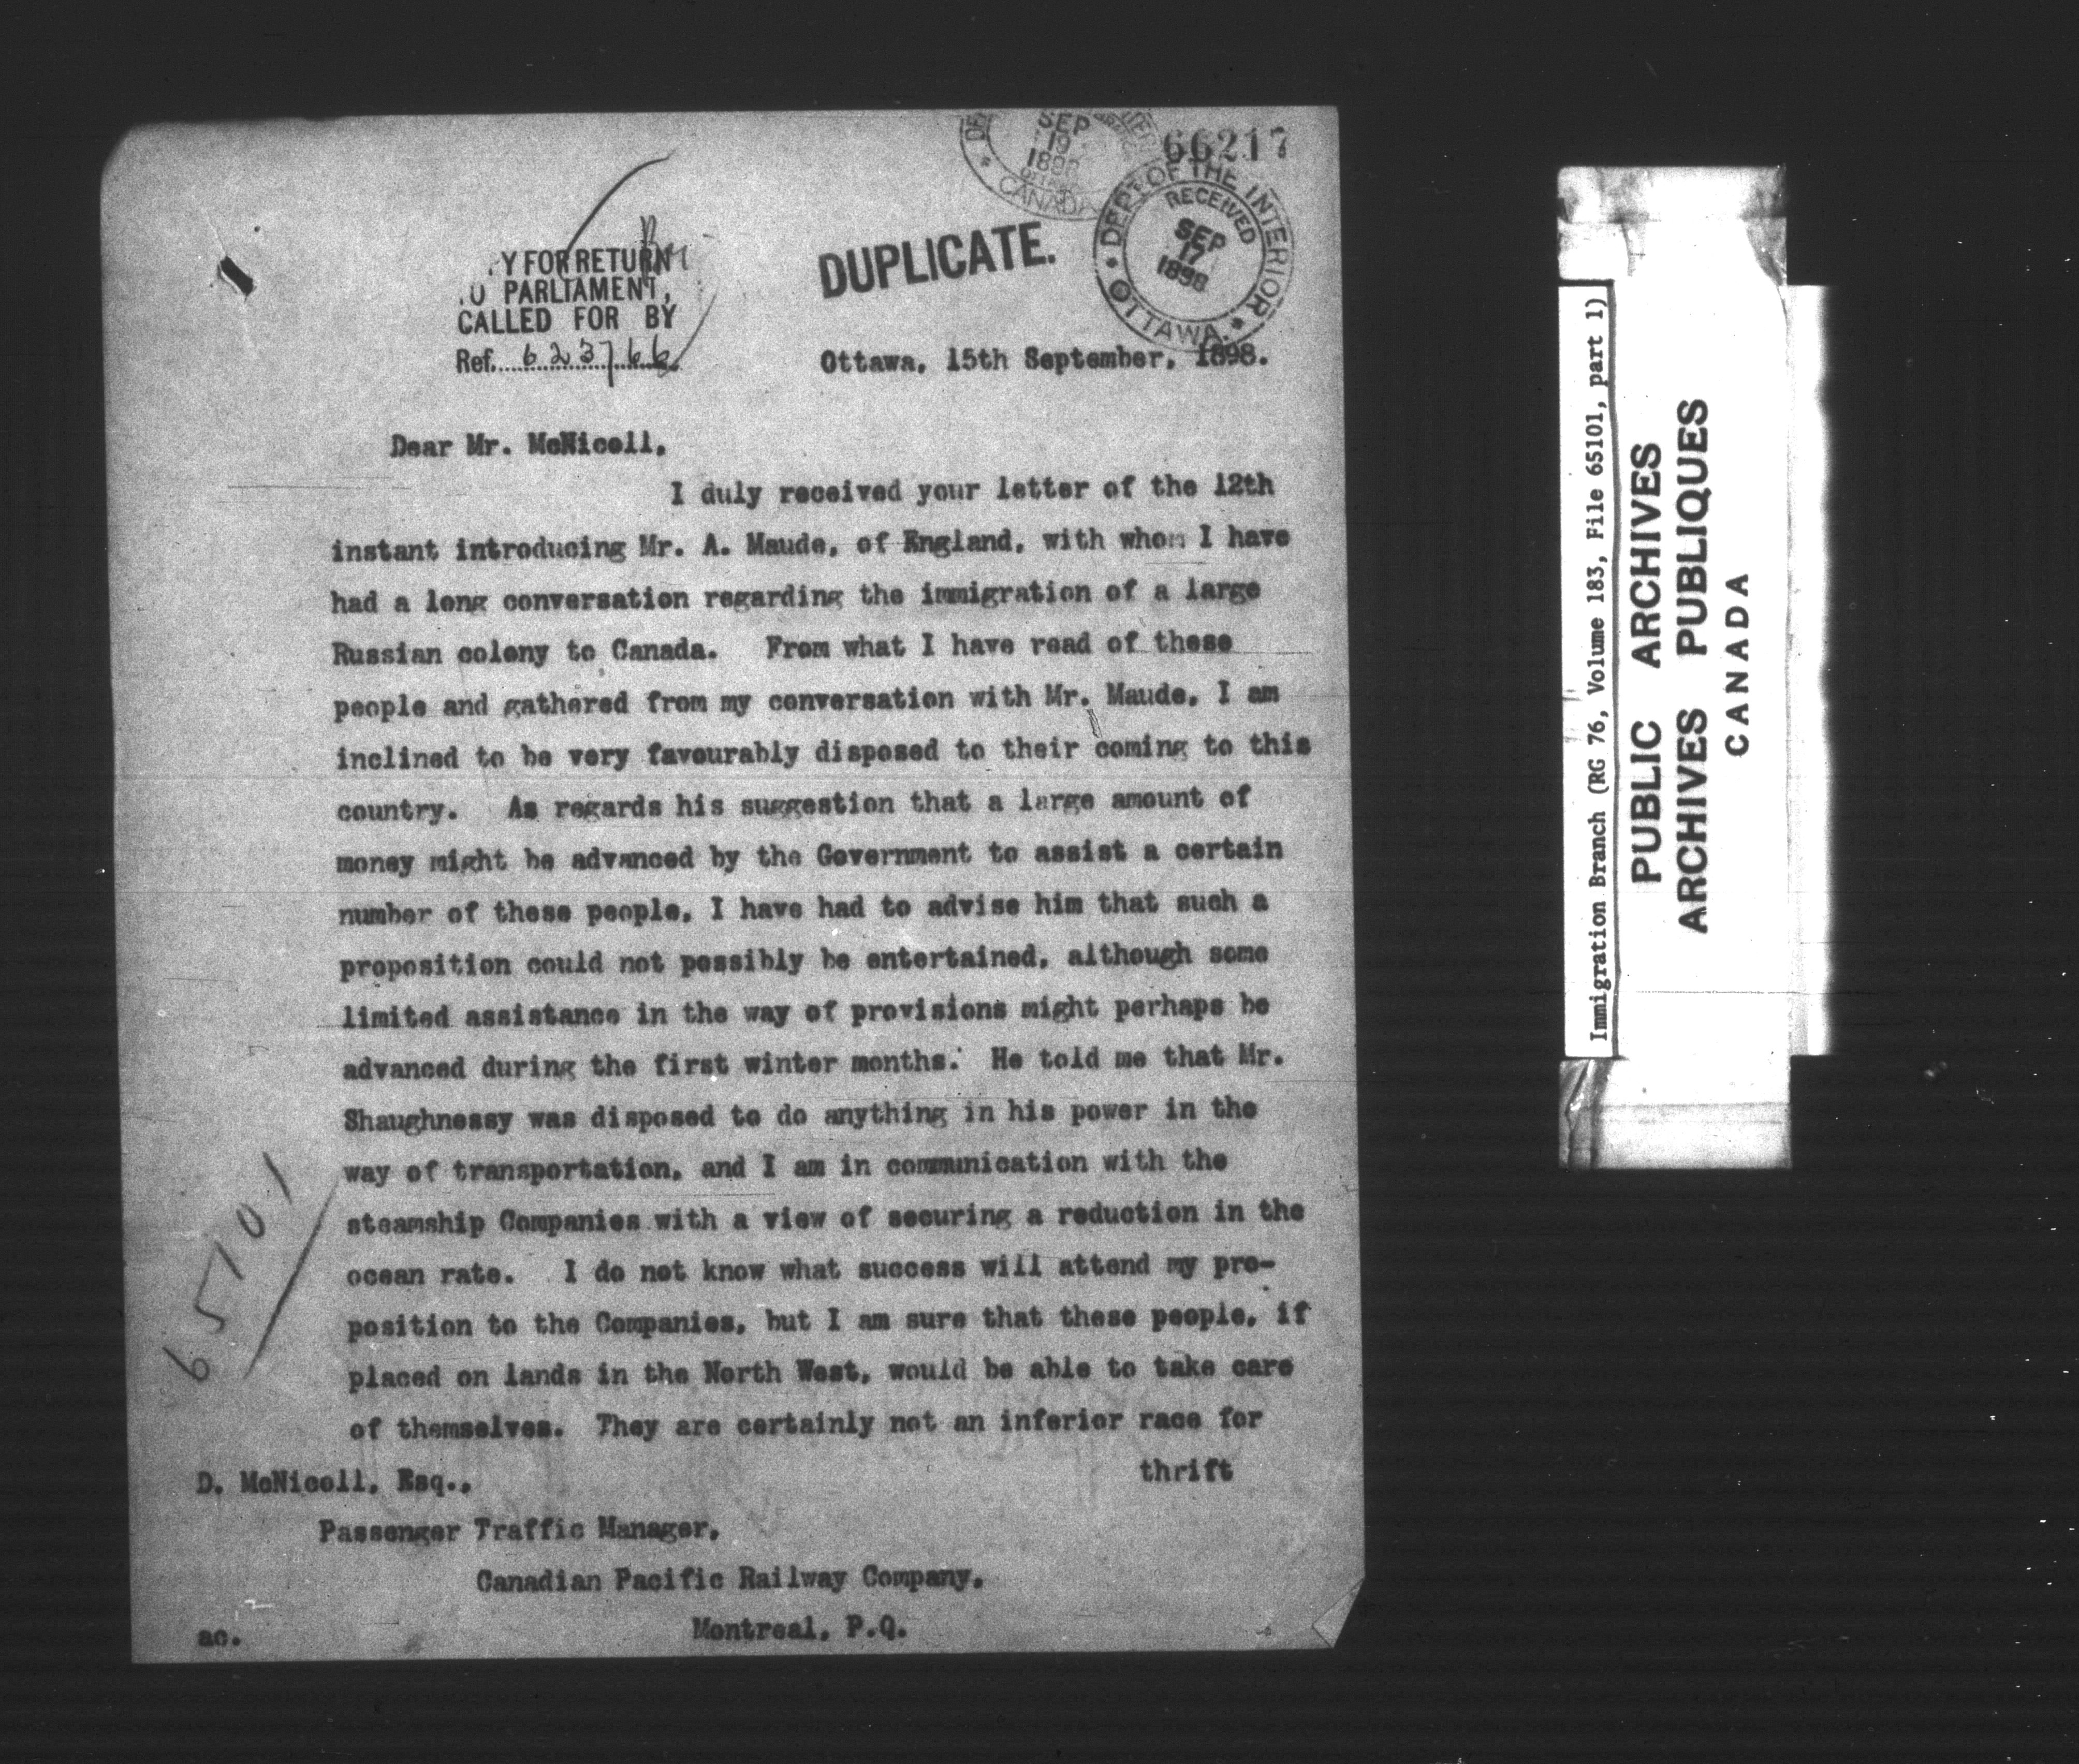 66217
SEP
19
1898
CANADA
DEPT. OF THE INTERIOR
RECEIVED
SEP
17
1898
OTTAWA.
DUPLICATE.
Y FOR RETURN
PARLIAMENT,
CALLED FOR BY
Ref. 623766
Ottawa, 15th September, 1898.
Dear Mr. McNicoll,
I duly received your letter of the 12th
instant introducing Mr. A. Maude, of England, with whom I have
had a long conversation regarding the immigration of a large
Russian colony to Canada. From what I have read of these
people and gathered from my conversation with Mr. Maude, I am
inclined to be very favourably disposed to their coming to this
country. As regards his suggestion that a large amount of
money might be advanced by the Government to assist a certain
number of these people, I have had to advise him that such a
proposition could not possibly be entertained, although some
limited assistance in the way of provisions might perhaps be
advanced during the first winter months. He told me that Mr.
Shaughnessy was disposed to do anything in his power in the
way of transportation, and I am in communication with the
steamship Companies with a view of securing a reduction in the
ocean rate. I do not know what success will attend my pro-
position to the Companies, but I am sure that these people, if
placed on lands in the North West, would be able to take care
of themselves. They are certainly not an inferior race for
thrift
65101
D. McNicoll, Esq.,
Passenger Traffic Manager,
Canadian Pacific Railway Company,
Montreal, P.Q.
ac.
Immigration Branch (RG 76, Volume 183, File 65101, part 1)
PUBLIC ARCHIVES
ARCHIVES PUBLIQUES
CANADA